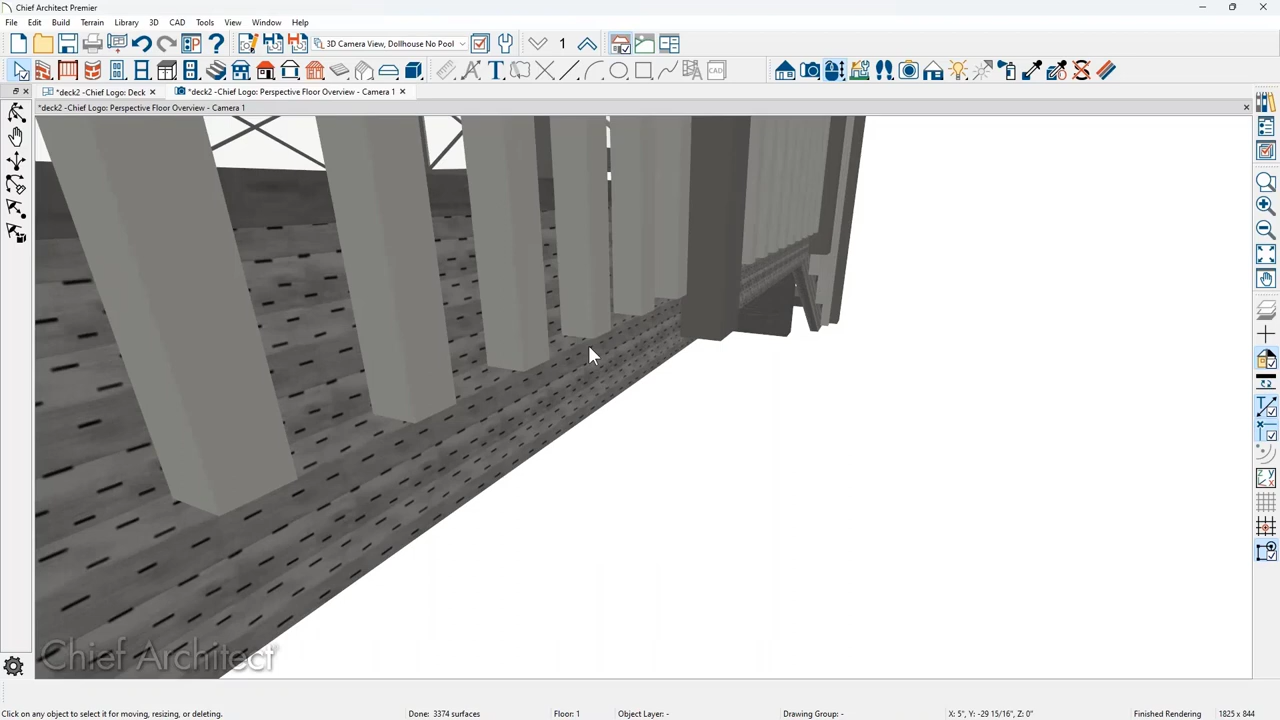 Chief Architect Premier
File Edit Build Terrain Library 3D CAD Tools View Window Help
3D Camera View, Dollhouse No Pool
1
*deck2 -Chief Logo: Deck
*deck2 -Chief Logo: Perspective Floor Overview - Camera 1
*deck2 -Chief Logo: Perspective Floor Overview - Camera 1
Chief Architect
Click on any object to select it for moving, resizing, or deleting.
Done: 3374 surfaces
Floor: 1
Object Layer: -
Drawing Group: -
X: 5", Y: -29 15/16", Z: 0"
Finished Rendering
1825 x 844